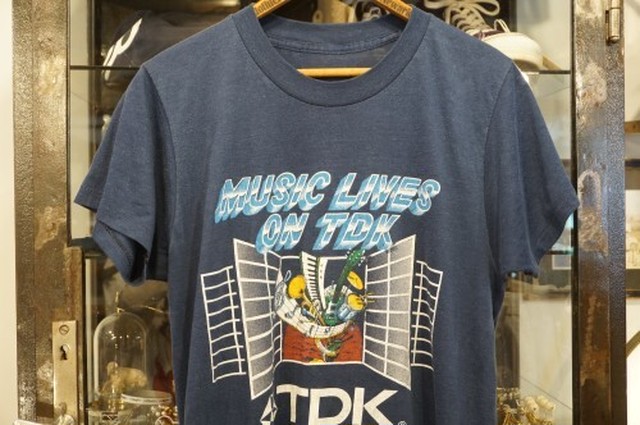 MUSIC LIVES
ON TDK
TDK®